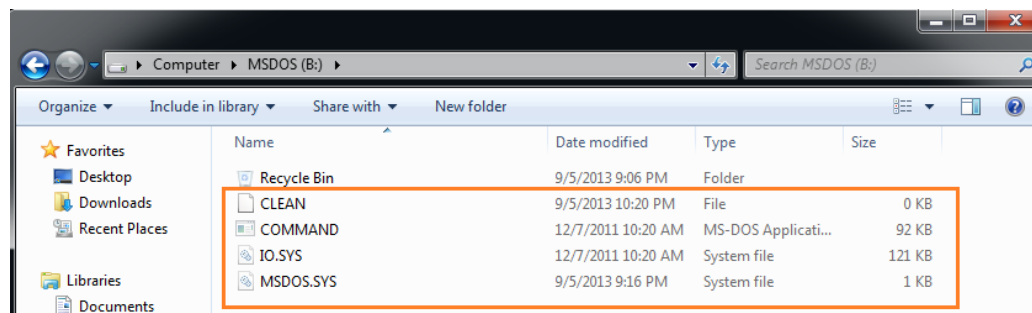 Computer ▸ MSDOS (B:) ▸ Search MSDOS (B:)
Organize Include in library Share with New folder
Name Date modified Type Size
Favorites
Desktop
Downloads
Recent Places
Libraries
Documents
Recycle Bin 9/5/2013 9:06 PM Folder
CLEAN 9/5/2013 10:20 PM File 0 KB
COMMAND 12/7/2011 10:20 AM MS-DOS Applicati... 92 KB
IO.SYS 12/7/2011 10:20 AM System file 121 KB
MSDOS.SYS 9/5/2013 9:16 PM System file 1 KB